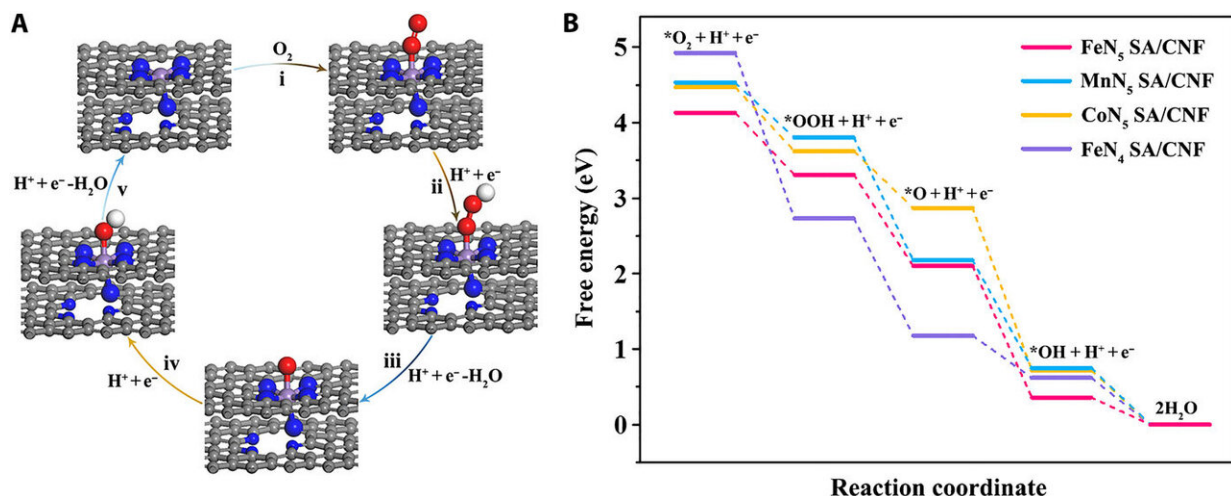 A
O₂
i
H⁺ + e⁻
ii
iii
H⁺ + e⁻-H₂O
iv
H⁺ + e⁻
H⁺ + e⁻-H₂O
v
B
Free energy (eV)
5
4
3
2
1
0
*O₂ + H⁺ + e⁻
*OOH + H⁺ + e⁻
*O + H⁺ + e⁻
*OH + H⁺ + e⁻
2H₂O
FeN₅ SA/CNF
MnN₅ SA/CNF
CoN₅ SA/CNF
FeN₄ SA/CNF
Reaction coordinate